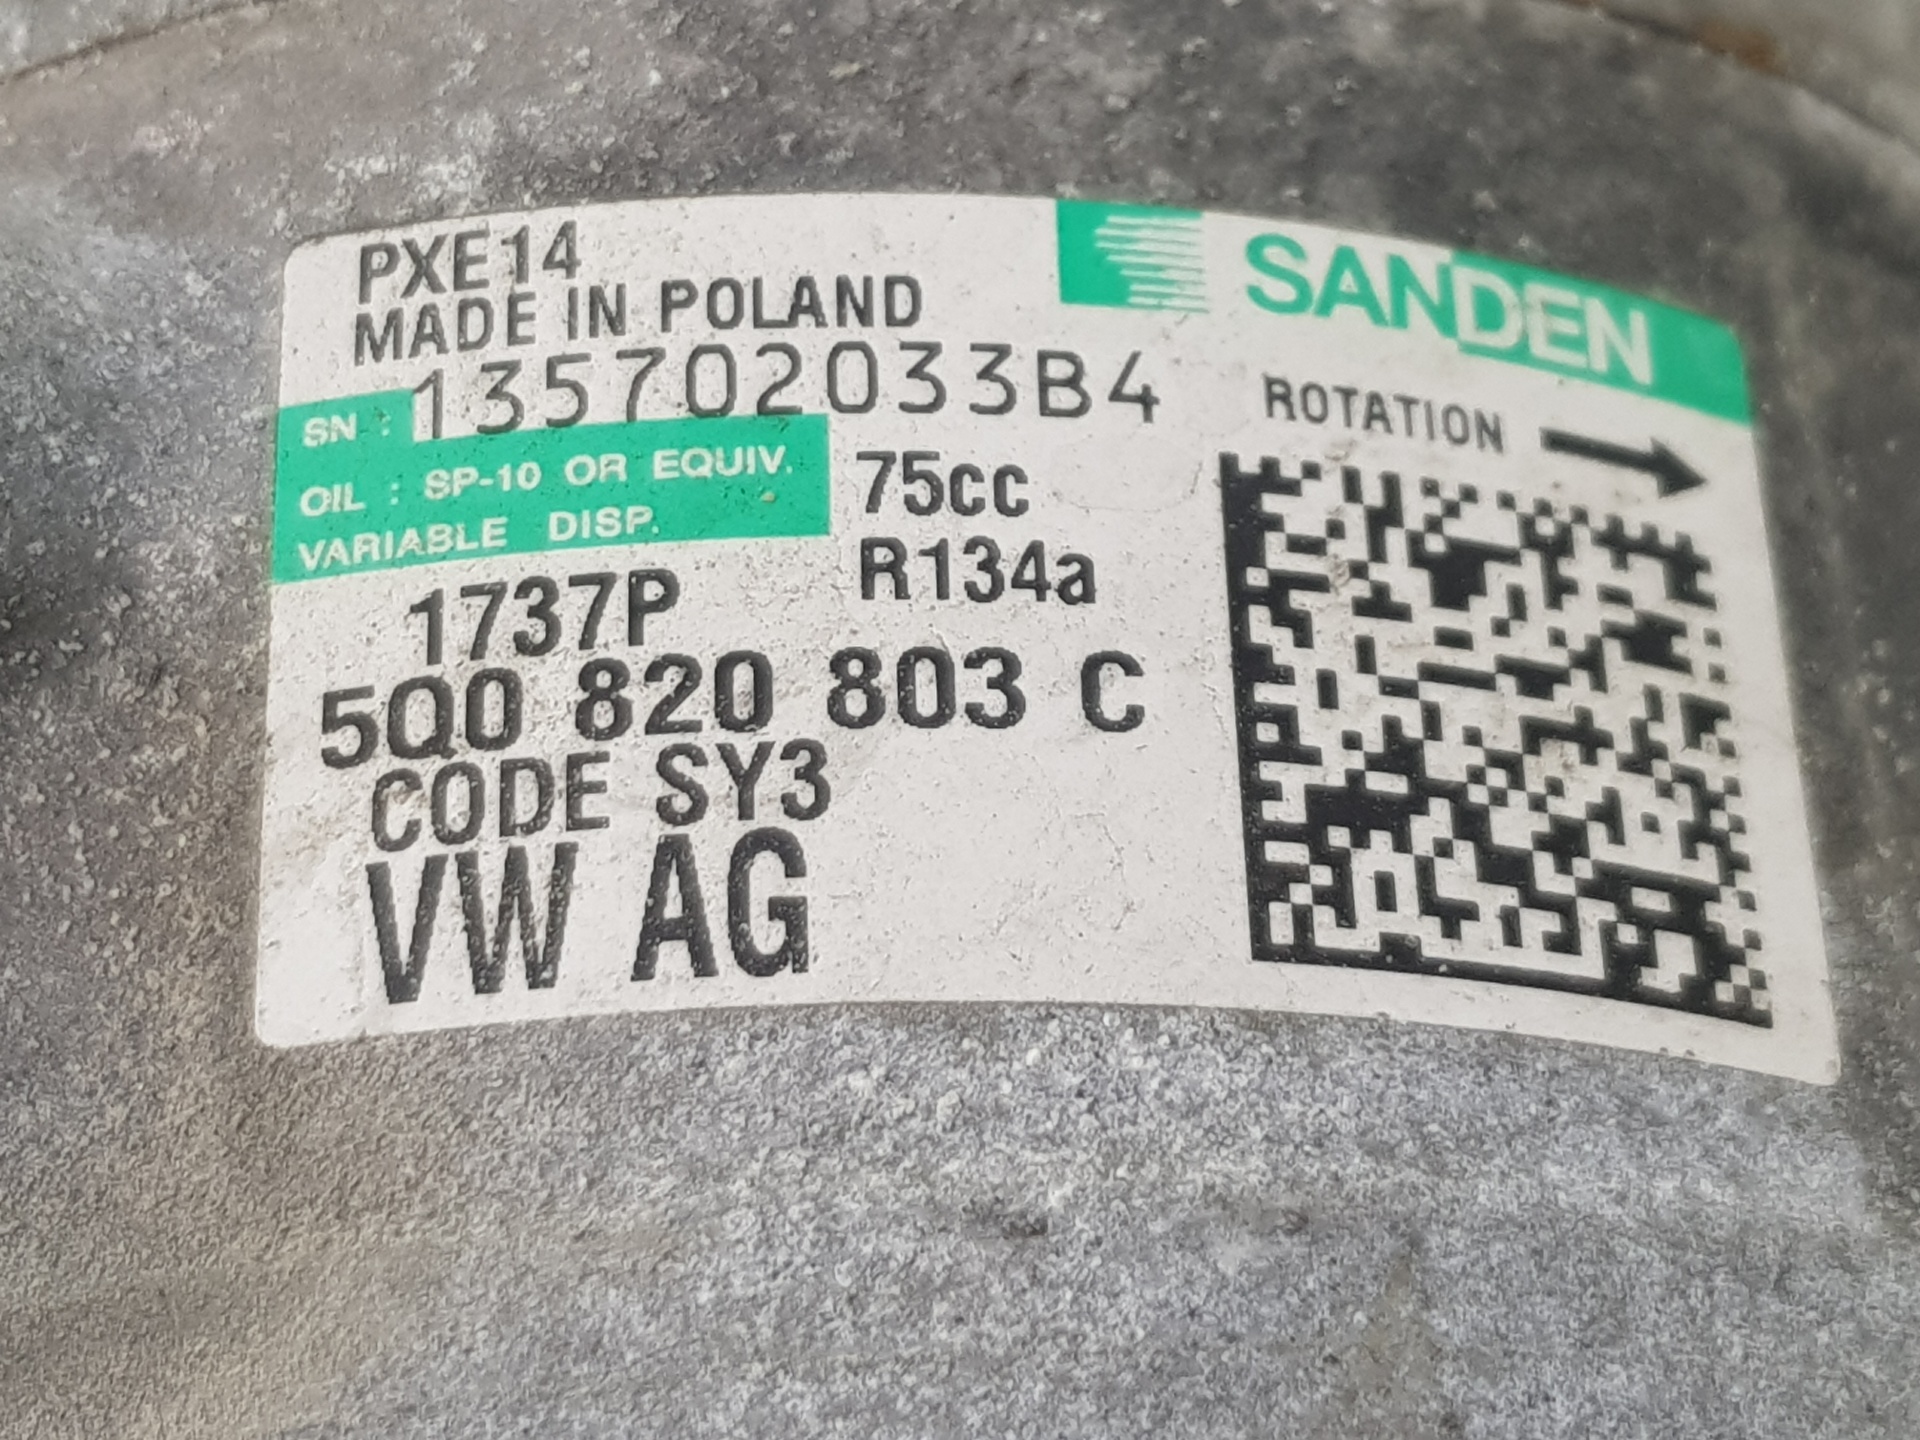 PXE14
SANDEN
MADE IN POLAND
SN : 135702033B4
ROTATION
OIL : SP-10 OR EQUIV. 75cc
VARIABLE DISP. R134a
1737P
5Q0 820 803 C
CODE SY3
VW AG